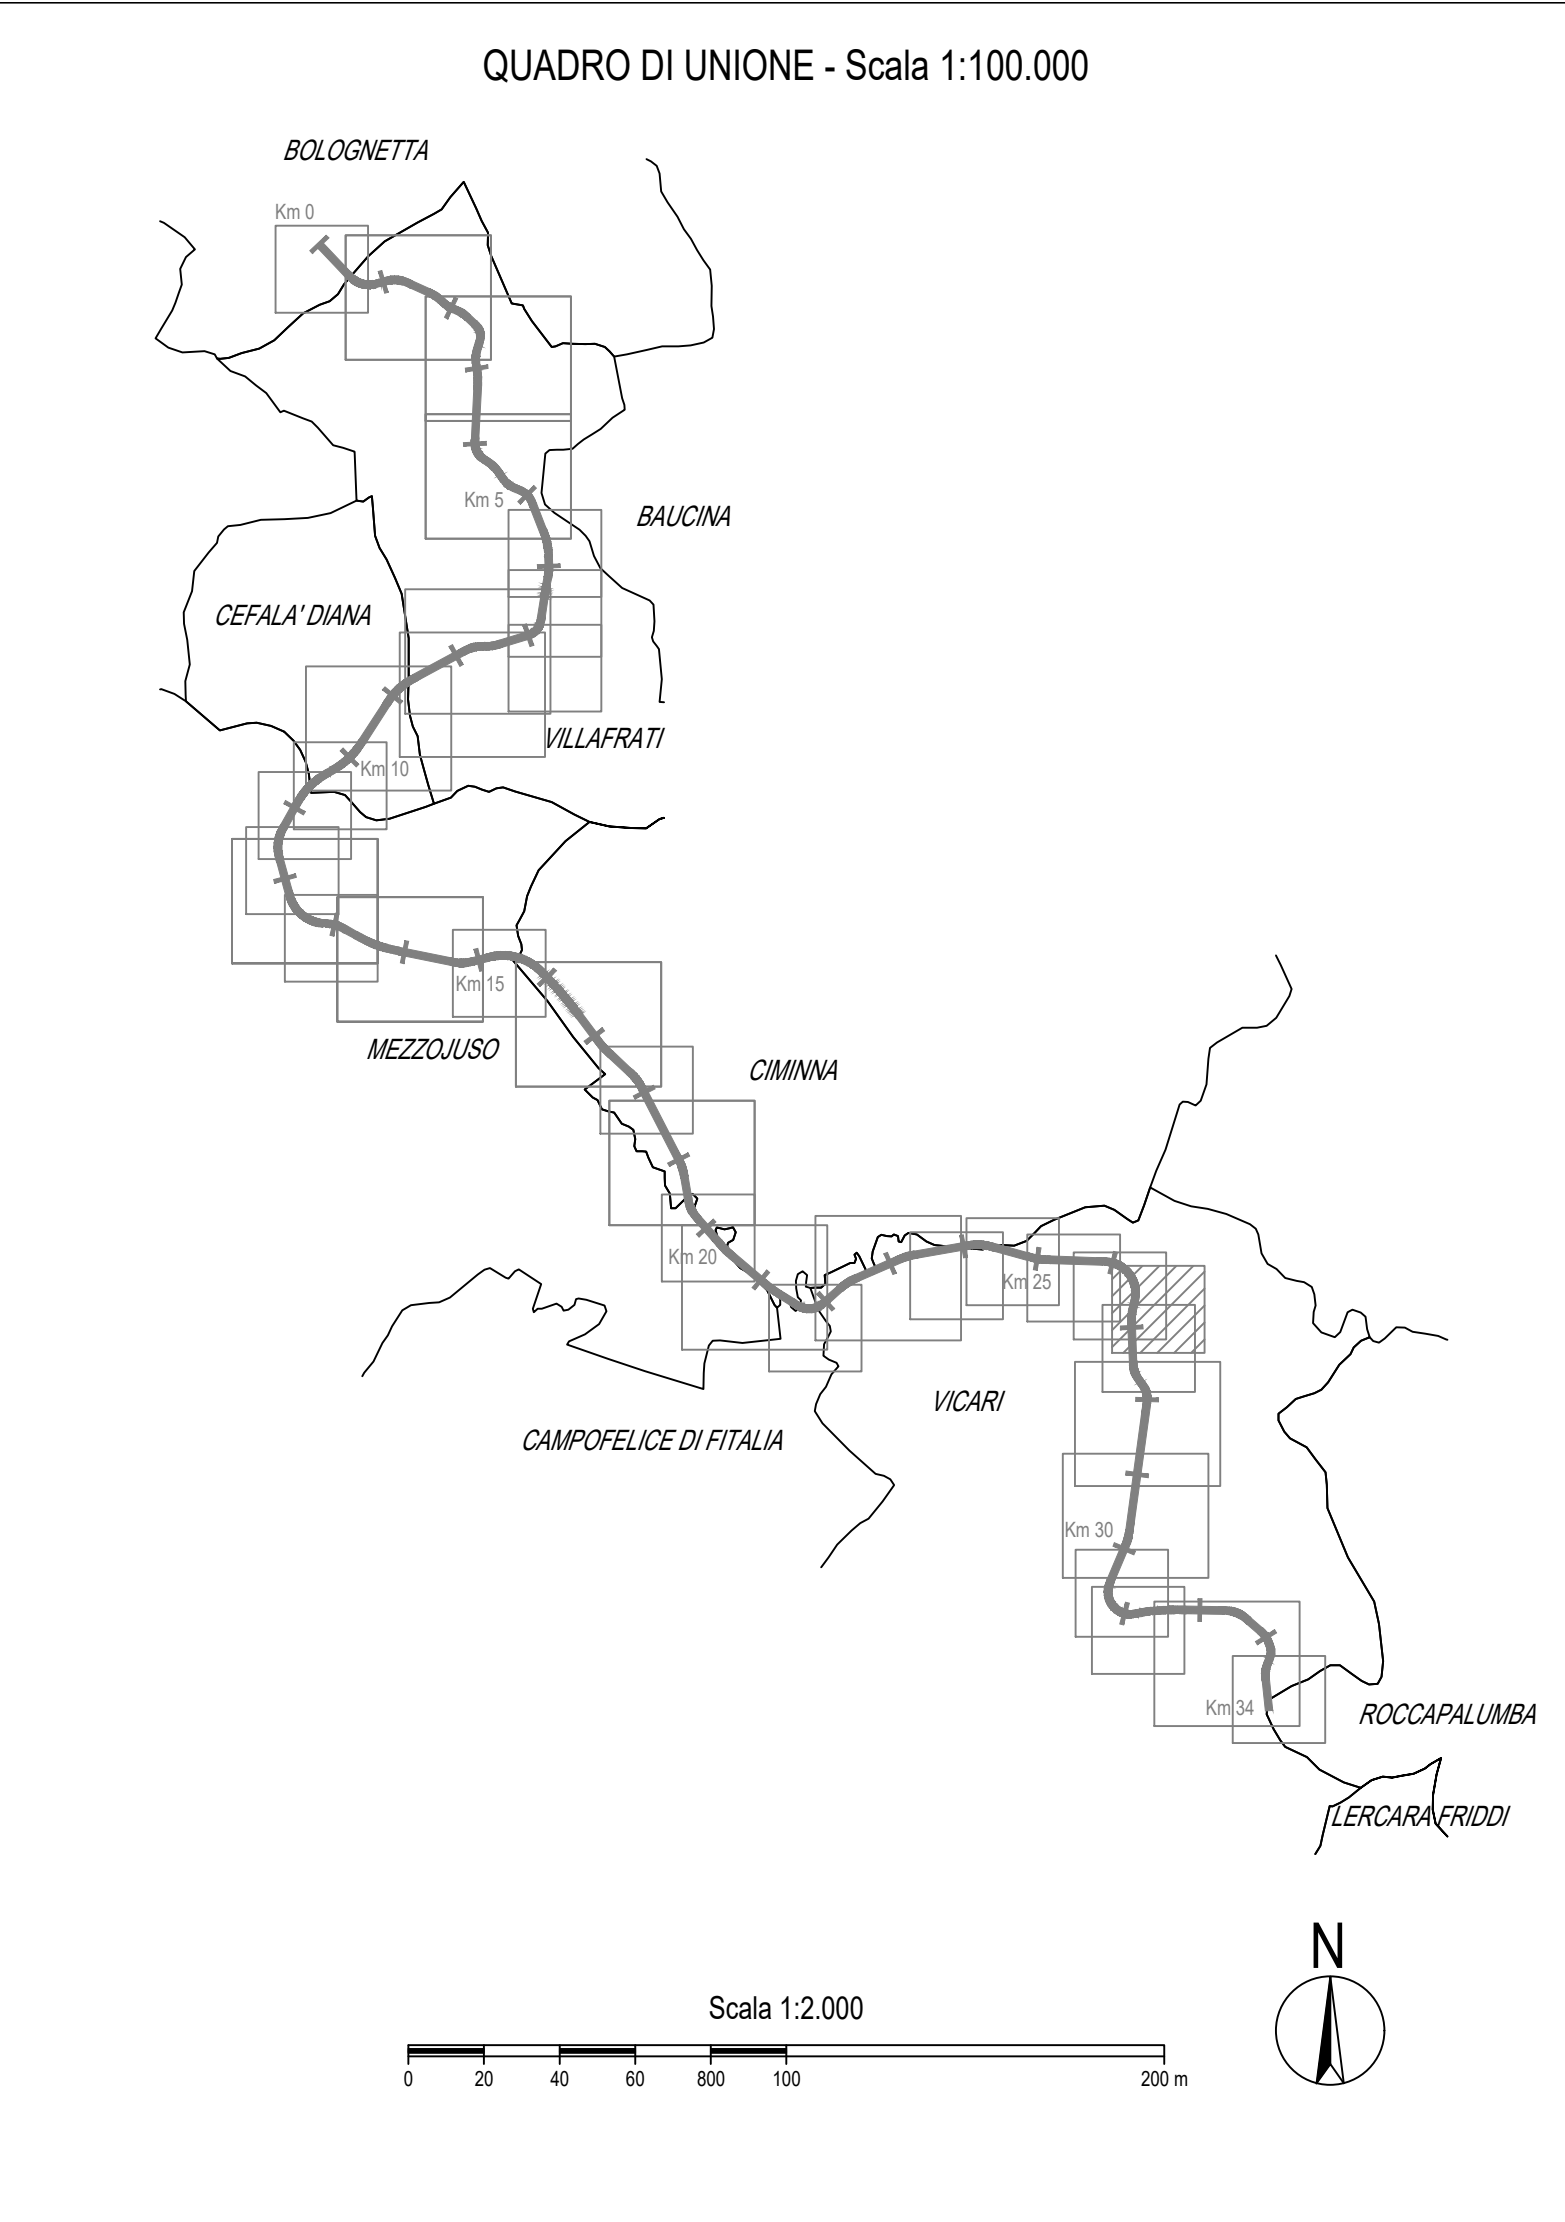 QUADRO DI UNIONE - Scala 1:100.000
BOLOGNETTA
Km 0
Km 5
BAUCINA
CEFALA' DIANA
VILLAFRATI
Km 10
Km 15
MEZZOJUSO
CIMINNA
Km 20
Km 25
VICARI
CAMPOFELICE DI FITALIA
Km 30
Km 34
ROCCAPALUMBA
LERCARA FRIDDI
N
Scala 1:2.000
0 20 40 60 800 100 200 m